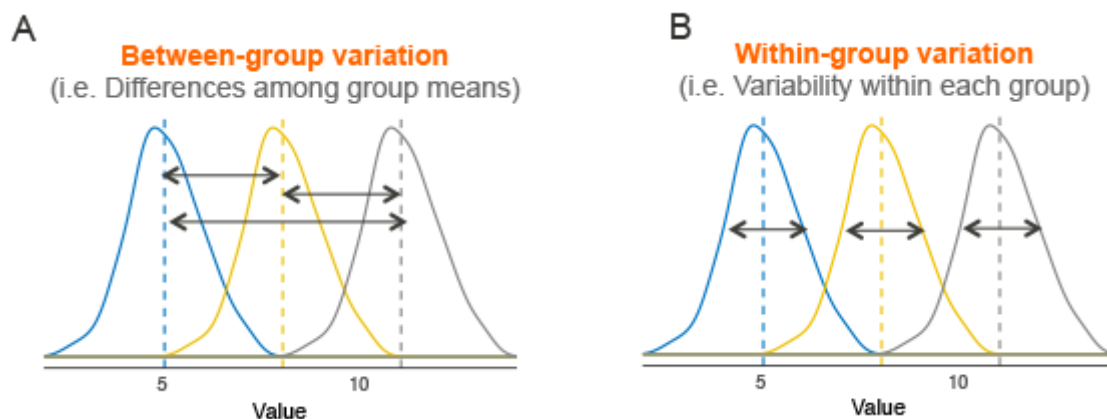 A
Between-group variation
(i.e. Differences among group means)
5
10
Value
B
Within-group variation
(i.e. Variability within each group)
5
10
Value